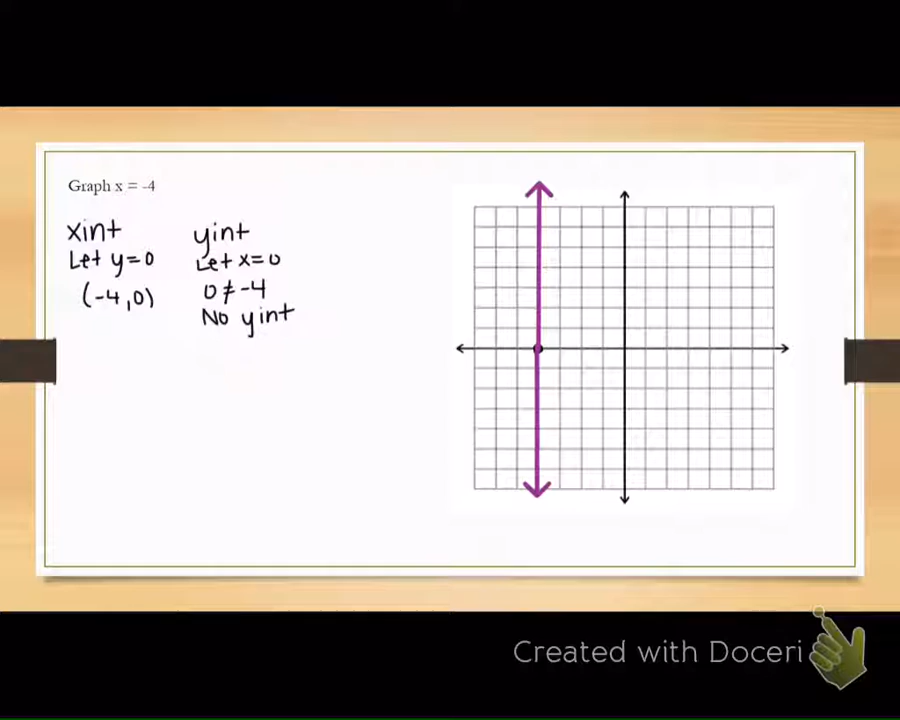 Graph x = -4
xint
Let y=0
(-4,0)
yint
Let x=0
0 ≠ -4
No yint
Created with Doceri